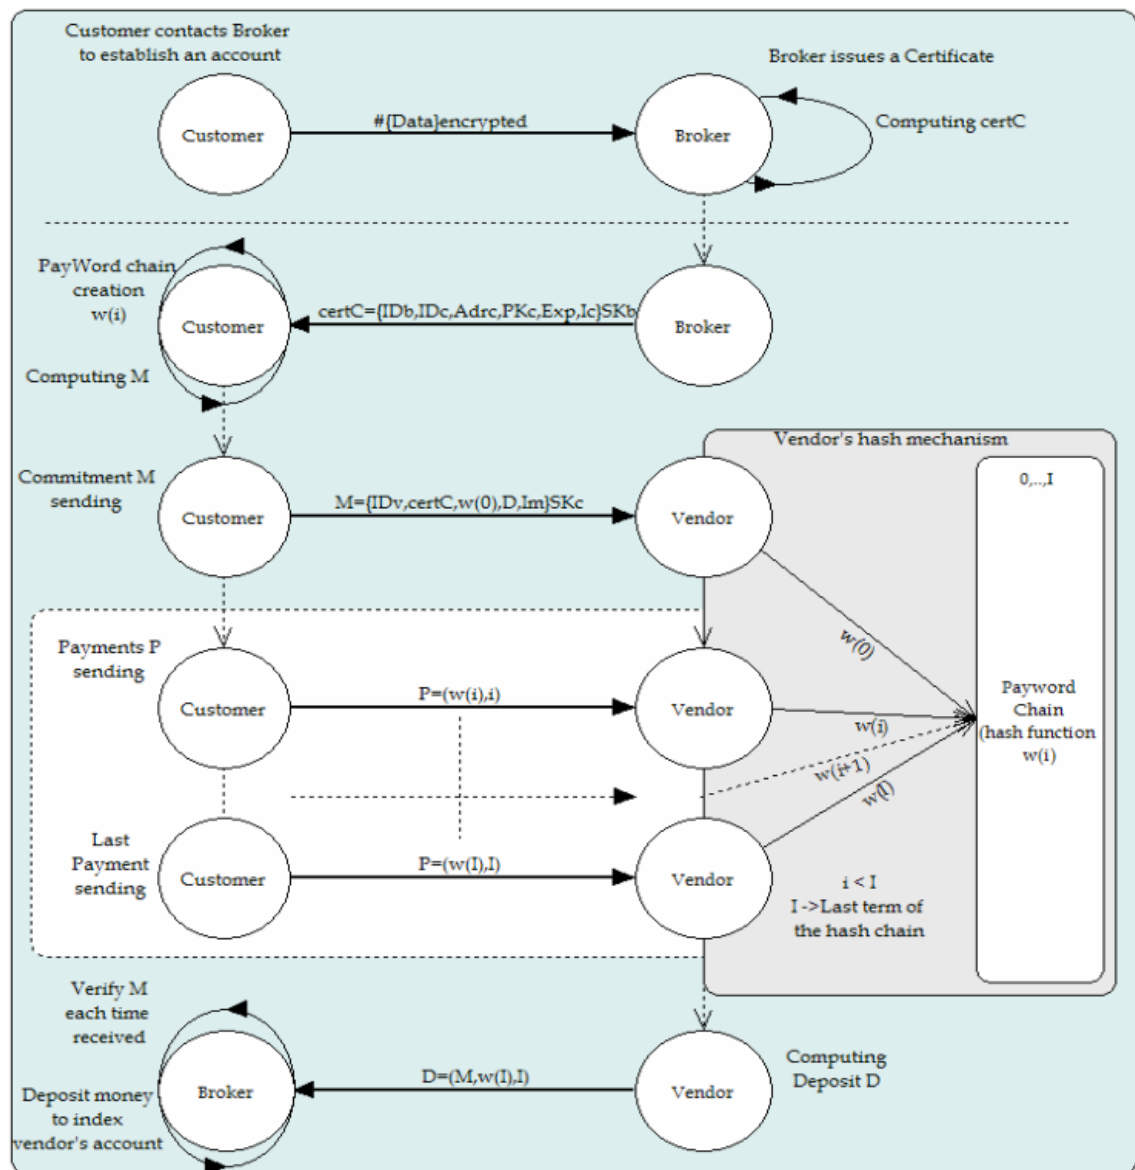 Customer contacts Broker
to establish an account
Broker issues a Certificate
Customer
#{Data}encrypted
Broker
Computing certC
PayWord chain
creation
w(i)
Customer
certC={IDb,IDc,Adrc,PKc,Exp,Ic}SKb
Broker
Computing M
Vendor's hash mechanism
Commitment M
sending
Customer
M={IDv,certC,w(0),D,Im}SKc
Vendor
0,..,I
w(0)
Payments P
sending
Customer
P=(w(i),i)
Vendor
w(i)
w(i+1)
w(I)
Payword
Chain
(hash function
w(i)
Last
Payment
sending
Customer
P=(w(I),I)
Vendor
i < I
I ->Last term of
the hash chain
Verify M
each time
received
Deposit money
to index
vendor's account
Broker
D=(M,w(I),I)
Vendor
Computing
Deposit D